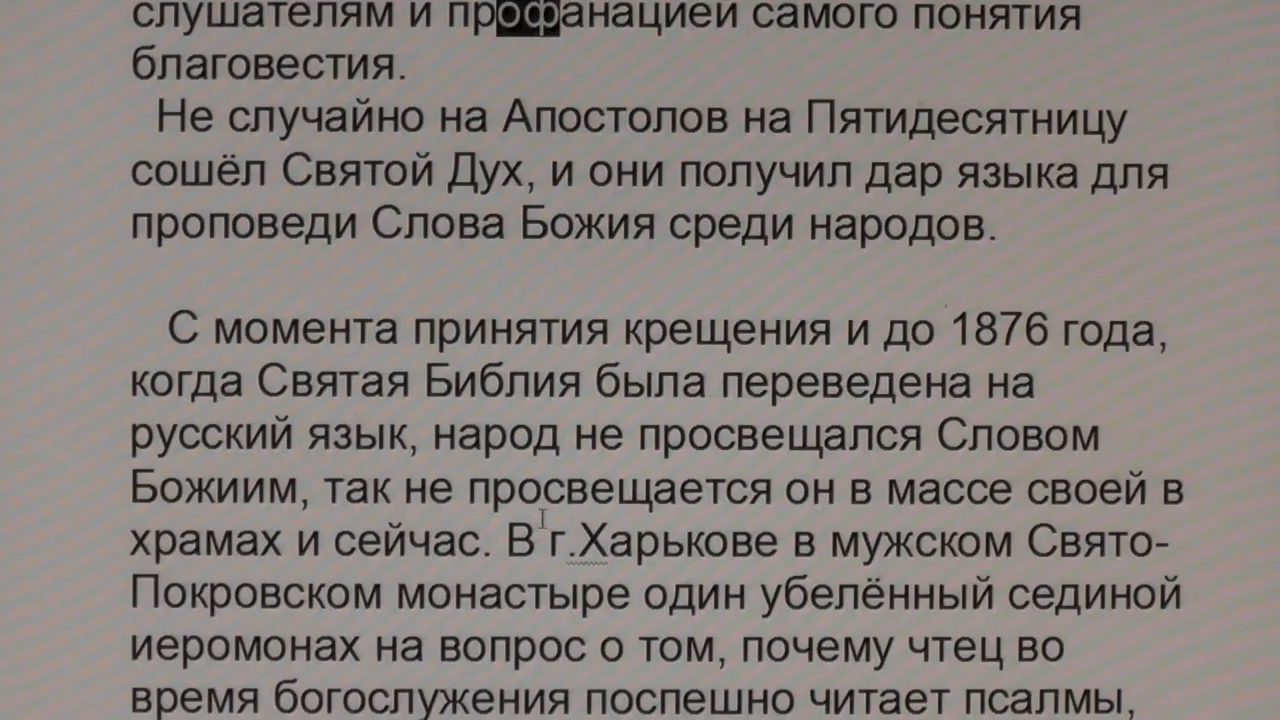 слушателям и профанацией самого понятия
благовестия.
Не случайно на Апостолов на Пятидесятницу
сошёл Святой Дух, и они получил дар языка для
проповеди Слова Божия среди народов.
С момента принятия крещения и до 1876 года,
когда Святая Библия была переведена на
русский язык, народ не просвещался Словом
Божиим, так не просвещается он в массе своей в
храмах и сейчас. В г.Харькове в мужском Свято-
Покровском монастыре один убелённый сединой
иеромонах на вопрос о том, почему чтец во
время богослужения поспешно читает псалмы,